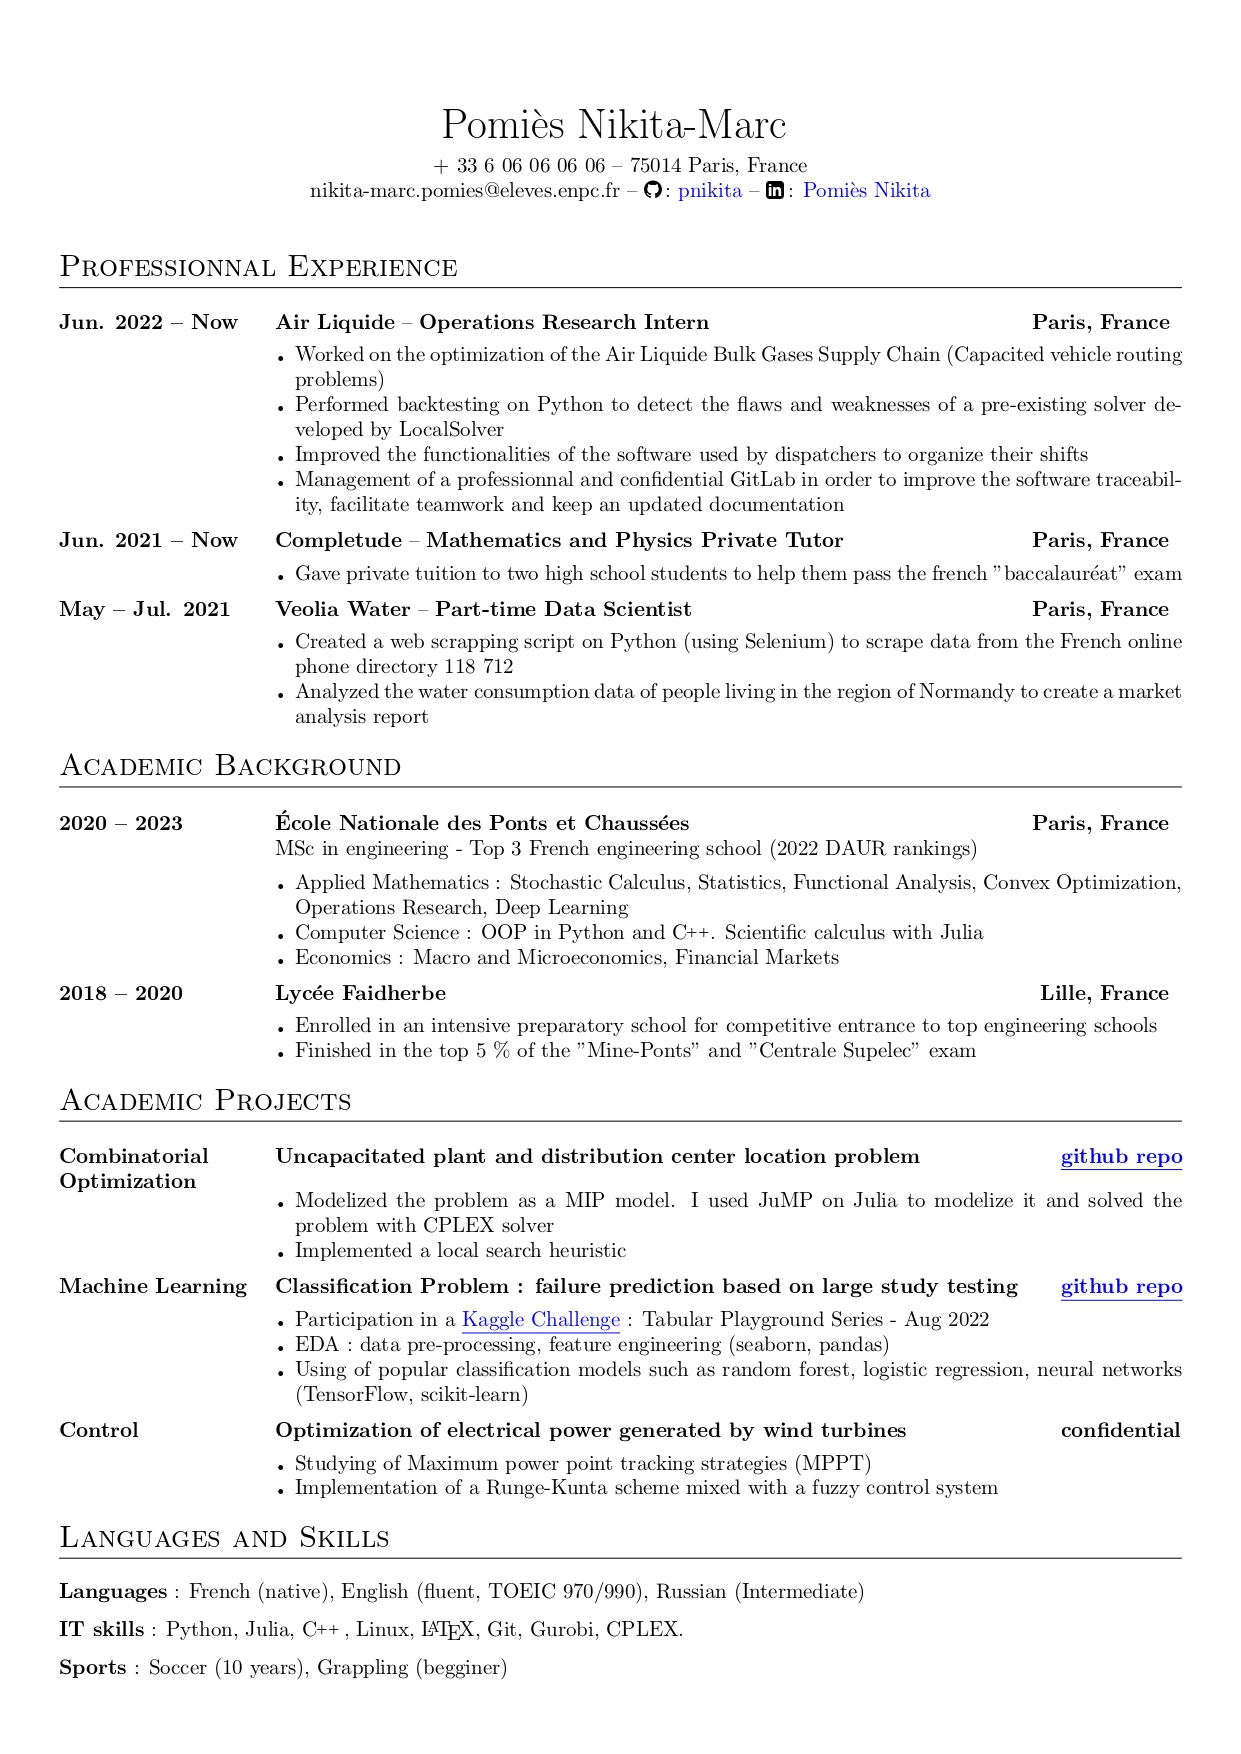 Pomiès Nikita-Marc
+ 33 6 06 06 06 06 – 75014 Paris, France
nikita-marc.pomies@eleves.enpc.fr – : pnikita – : Pomiès Nikita
Professionnal Experience
Jun. 2022 – Now Air Liquide – Operations Research Intern Paris, France
• Worked on the optimization of the Air Liquide Bulk Gases Supply Chain (Capacited vehicle routing
problems)
• Performed backtesting on Python to detect the flaws and weaknesses of a pre-existing solver de-
veloped by LocalSolver
• Improved the functionalities of the software used by dispatchers to organize their shifts
• Management of a professionnal and confidential GitLab in order to improve the software traceabil-
ity, facilitate teamwork and keep an updated documentation
Jun. 2021 – Now Completude – Mathematics and Physics Private Tutor Paris, France
• Gave private tuition to two high school students to help them pass the french ”baccalauréat” exam
May – Jul. 2021 Veolia Water – Part-time Data Scientist Paris, France
• Created a web scrapping script on Python (using Selenium) to scrape data from the French online
phone directory 118 712
• Analyzed the water consumption data of people living in the region of Normandy to create a market
analysis report
Academic Background
2020 – 2023 École Nationale des Ponts et Chaussées Paris, France
MSc in engineering - Top 3 French engineering school (2022 DAUR rankings)
• Applied Mathematics : Stochastic Calculus, Statistics, Functional Analysis, Convex Optimization,
Operations Research, Deep Learning
• Computer Science : OOP in Python and C++. Scientific calculus with Julia
• Economics : Macro and Microeconomics, Financial Markets
2018 – 2020 Lycée Faidherbe Lille, France
• Enrolled in an intensive preparatory school for competitive entrance to top engineering schools
• Finished in the top 5 % of the ”Mine-Ponts” and ”Centrale Supelec” exam
Academic Projects
Combinatorial Uncapacitated plant and distribution center location problem github repo
Optimization
• Modelized the problem as a MIP model. I used JuMP on Julia to modelize it and solved the
problem with CPLEX solver
• Implemented a local search heuristic
Machine Learning Classification Problem : failure prediction based on large study testing github repo
• Participation in a Kaggle Challenge : Tabular Playground Series - Aug 2022
• EDA : data pre-processing, feature engineering (seaborn, pandas)
• Using of popular classification models such as random forest, logistic regression, neural networks
(TensorFlow, scikit-learn)
Control Optimization of electrical power generated by wind turbines confidential
• Studying of Maximum power point tracking strategies (MPPT)
• Implementation of a Runge-Kunta scheme mixed with a fuzzy control system
Languages and Skills
Languages : French (native), English (fluent, TOEIC 970/990), Russian (Intermediate)
IT skills : Python, Julia, C++ , Linux, LATEX, Git, Gurobi, CPLEX.
Sports : Soccer (10 years), Grappling (begginer)